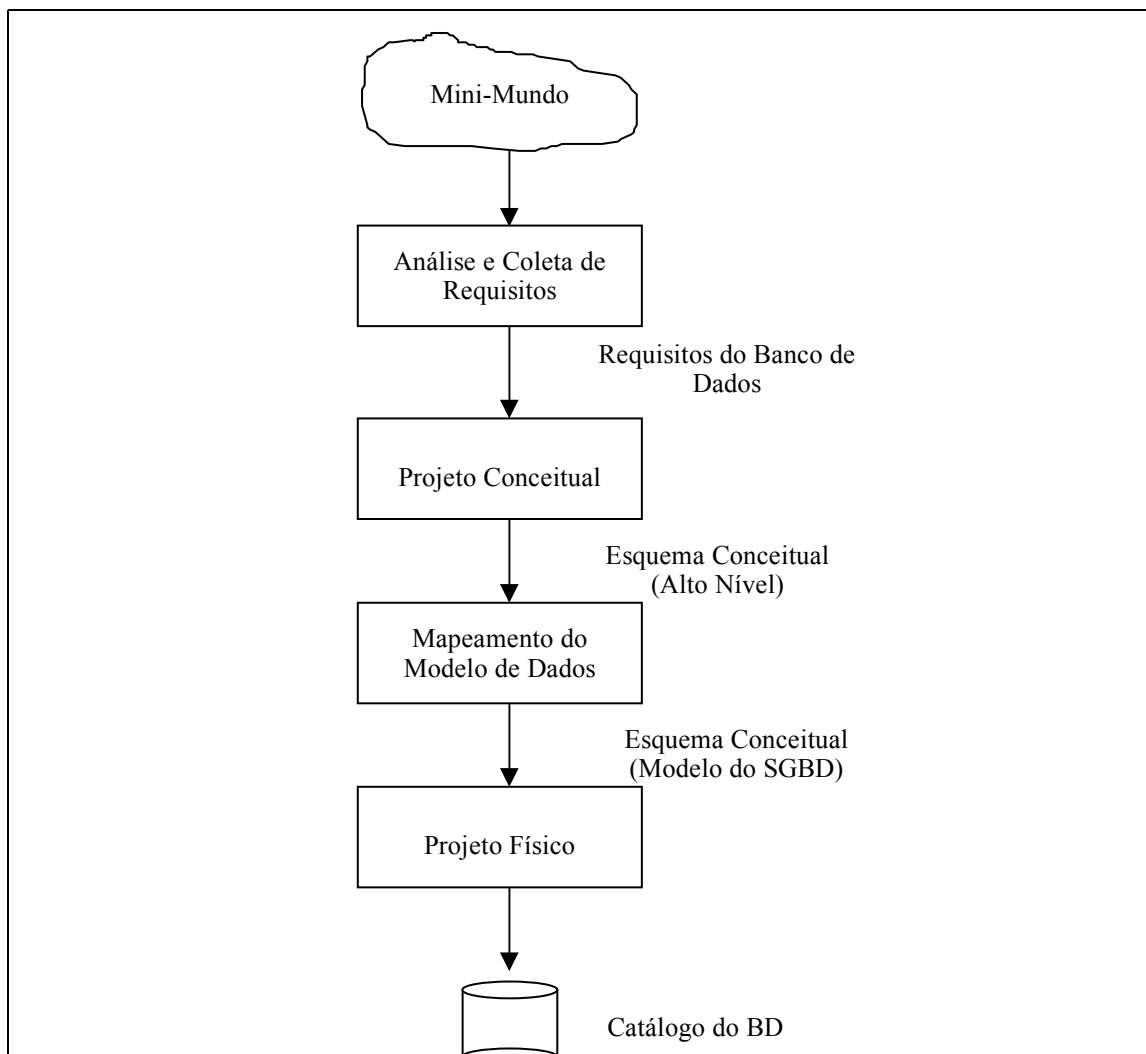 Mini-Mundo
Análise e Coleta de
Requisitos
Requisitos do Banco de
Dados
Projeto Conceitual
Esquema Conceitual
(Alto Nível)
Mapeamento do
Modelo de Dados
Esquema Conceitual
(Modelo do SGBD)
Projeto Físico
Catálogo do BD